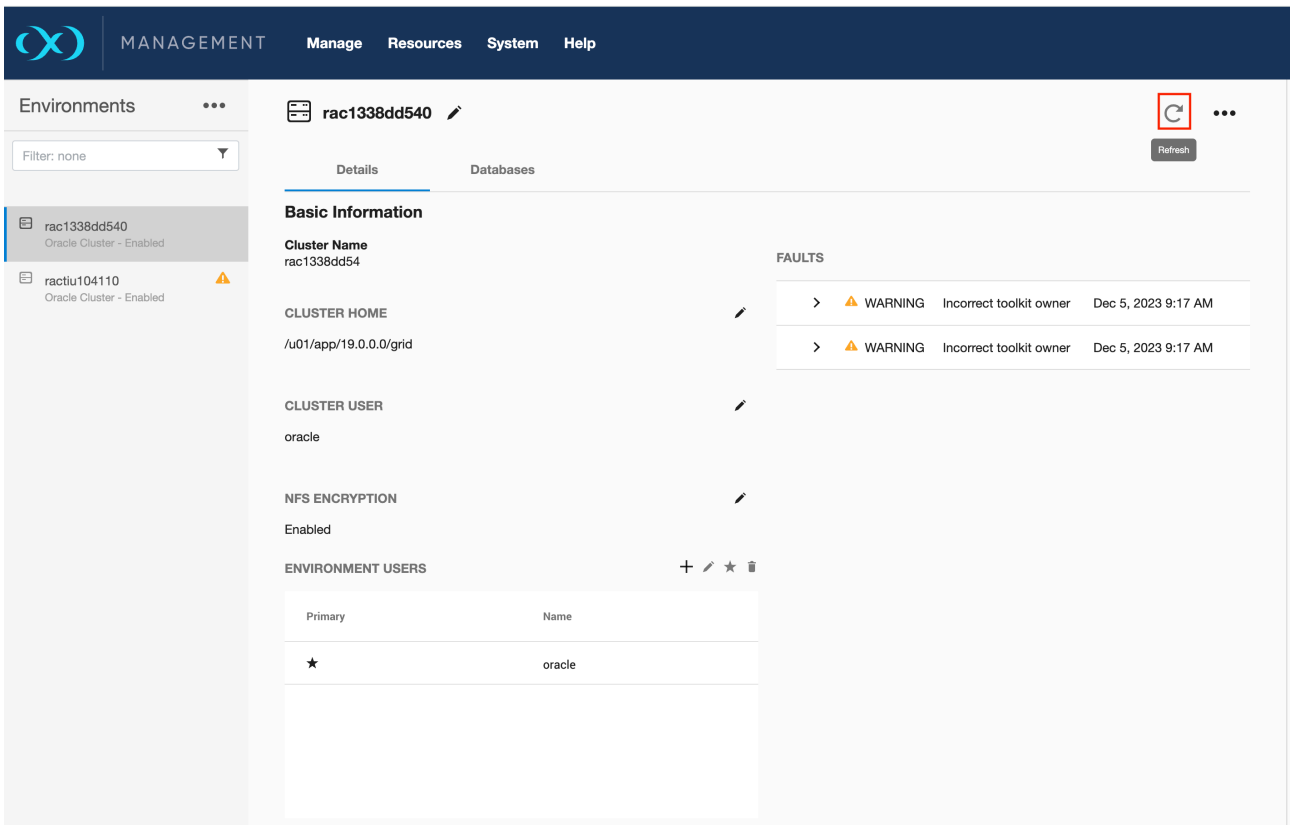 MANAGEMENT Manage Resources System Help
Environments
Filter: none
rac1338dd540
Oracle Cluster - Enabled
ractiu104110
Oracle Cluster - Enabled
rac1338dd540
Refresh
Details Databases
Basic Information
Cluster Name
rac1338dd54
CLUSTER HOME
/u01/app/19.0.0.0/grid
CLUSTER USER
oracle
NFS ENCRYPTION
Enabled
ENVIRONMENT USERS
Primary Name
oracle
FAULTS
WARNING Incorrect toolkit owner Dec 5, 2023 9:17 AM
WARNING Incorrect toolkit owner Dec 5, 2023 9:17 AM